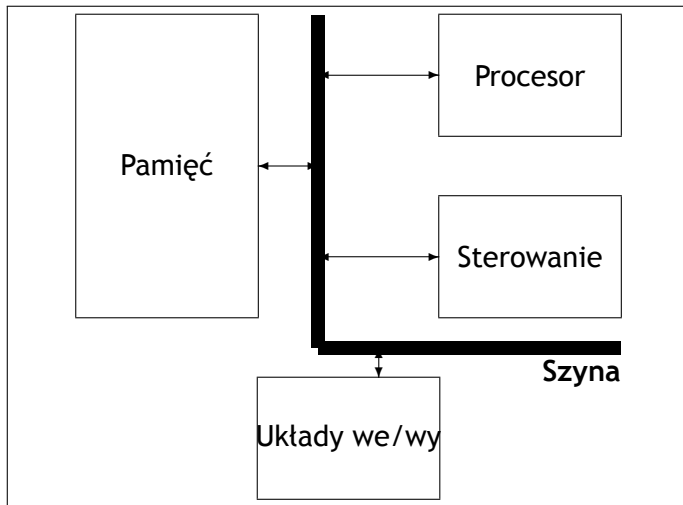 Procesor
Pamięć
Sterowanie
Szyna
Układy we/wy